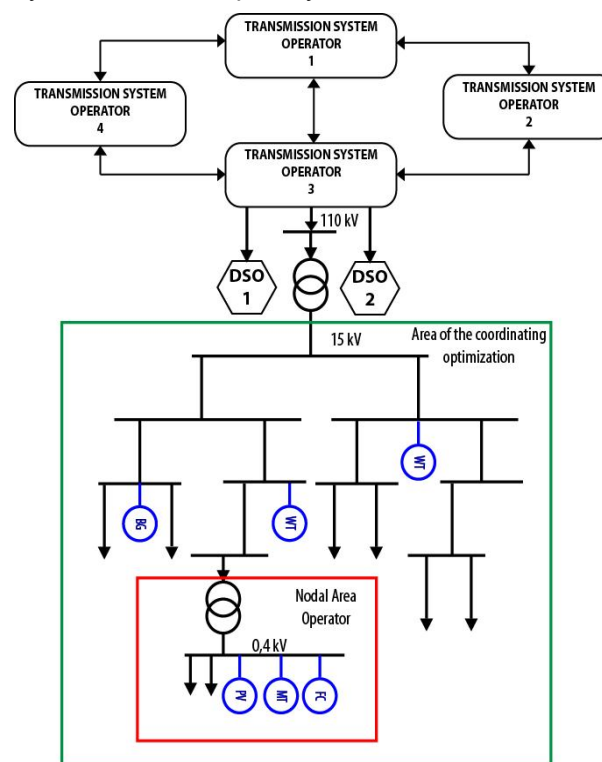 TRANSMISSION SYSTEM
OPERATOR
1
TRANSMISSION SYSTEM
OPERATOR
4
TRANSMISSION SYSTEM
OPERATOR
2
TRANSMISSION SYSTEM
OPERATOR
3
110 kV
DSO
1
DSO
2
15 kV
Area of the coordinating
optimization
WT
BG
WT
Nodal Area
Operator
0,4 kV
PV
MT
FC